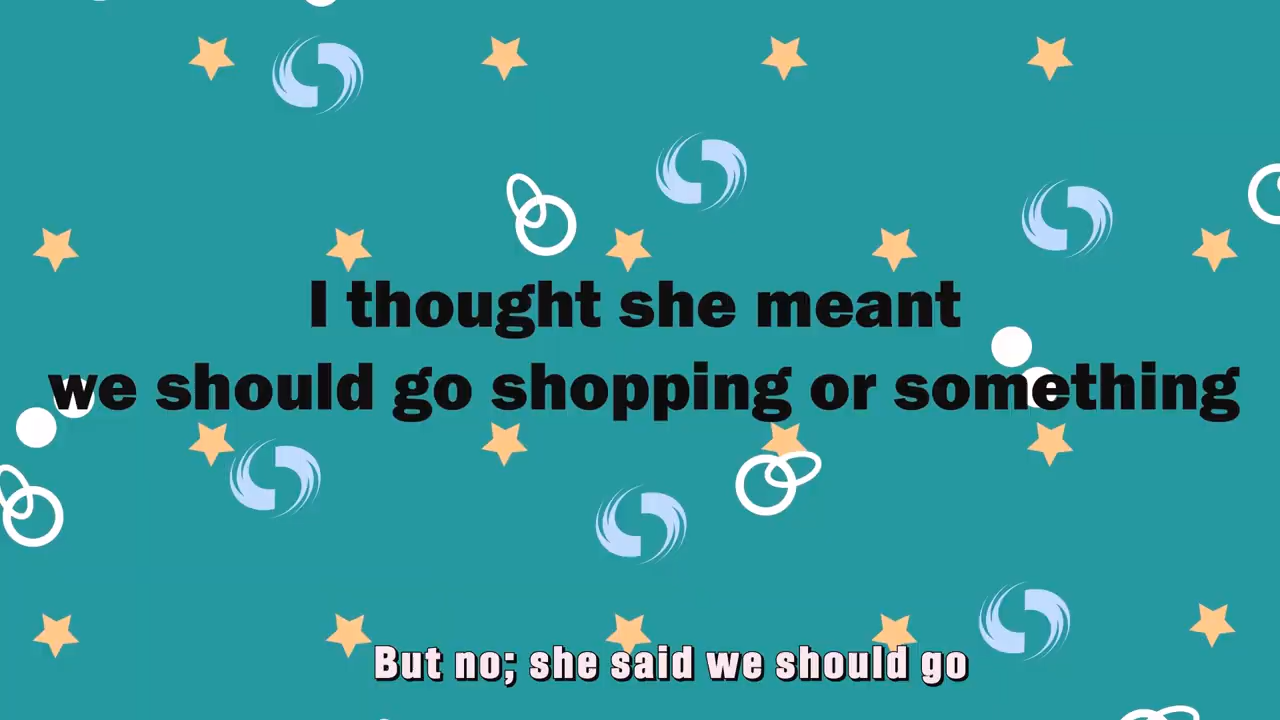 I thought she meant
we should go shopping or something
But no; she said we should go